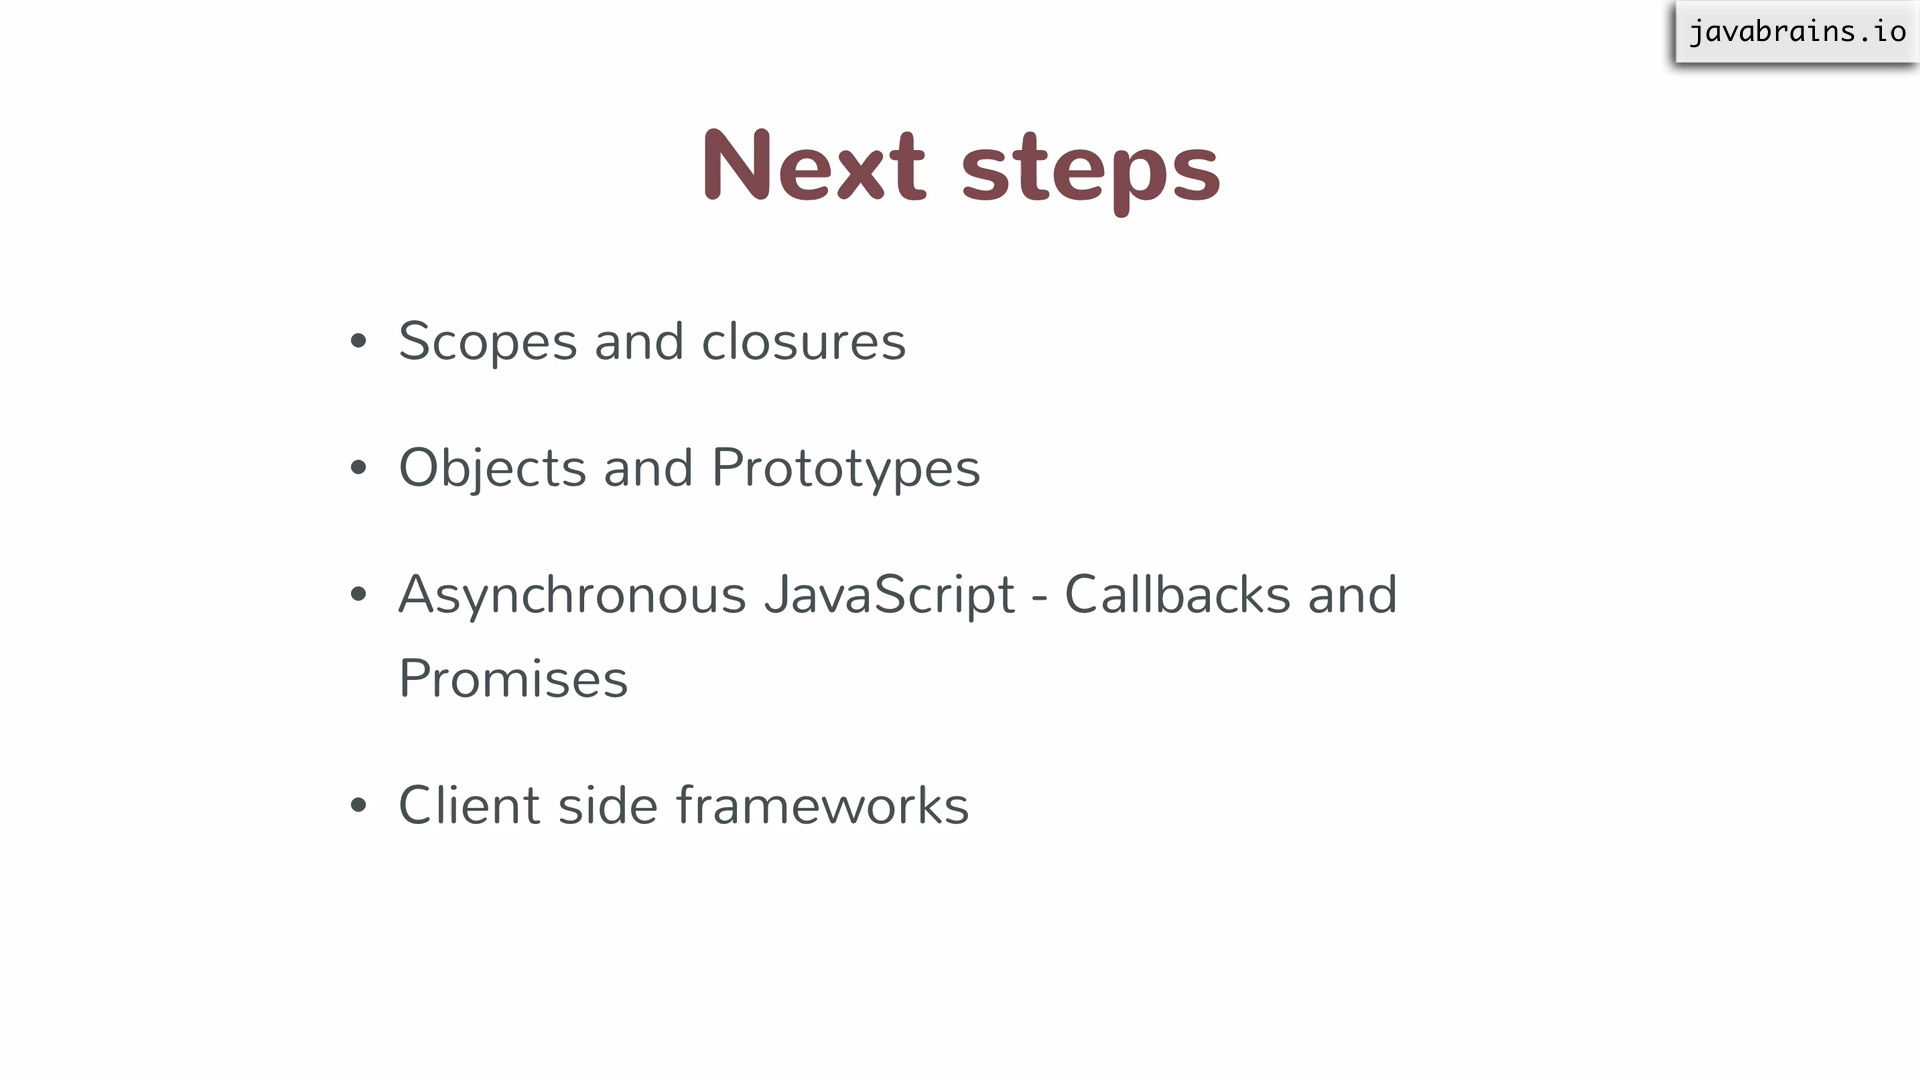 javabrains.io
Next steps
• Scopes and closures
• Objects and Prototypes
• Asynchronous JavaScript - Callbacks and
Promises
• Client side frameworks